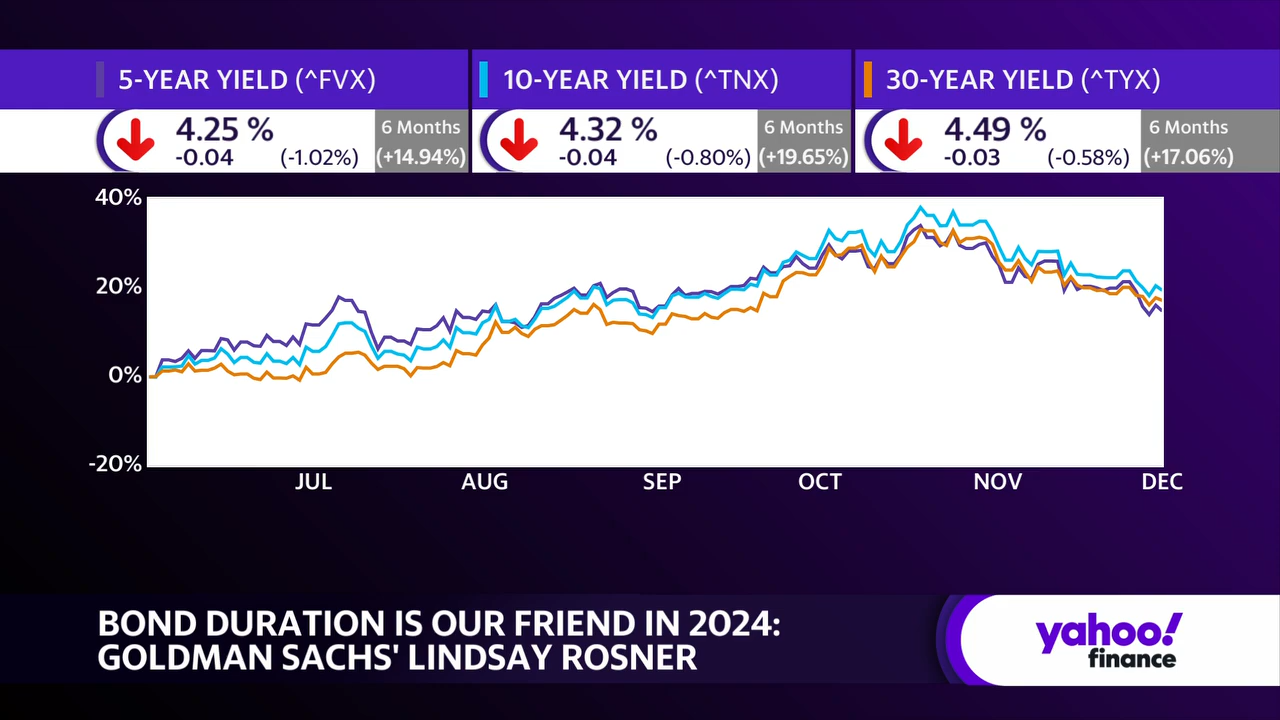 5-YEAR YIELD (^FVX)
10-YEAR YIELD (^TNX)
30-YEAR YIELD (^TYX)
4.25 %
-0.04 (-1.02%)
6 Months
(+14.94%)
4.32 %
-0.04 (-0.80%)
6 Months
(+19.65%)
4.49 %
-0.03 (-0.58%)
6 Months
(+17.06%)
40%
20%
0%
-20%
JUL AUG SEP OCT NOV DEC
BOND DURATION IS OUR FRIEND IN 2024:
GOLDMAN SACHS' LINDSAY ROSNER
yahoo!
finance